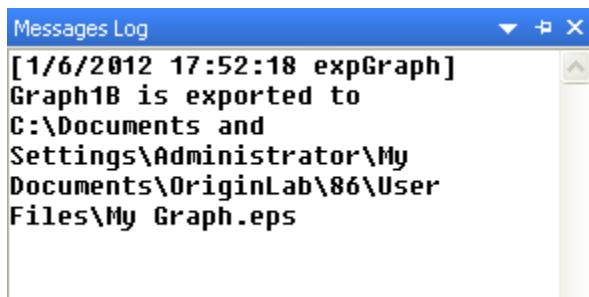 Messages Log
[1/6/2012 17:52:18 expGraph]
Graph1B is exported to
C:\Documents and
Settings\Administrator\My
Documents\OriginLab\86\User
Files\My Graph.eps